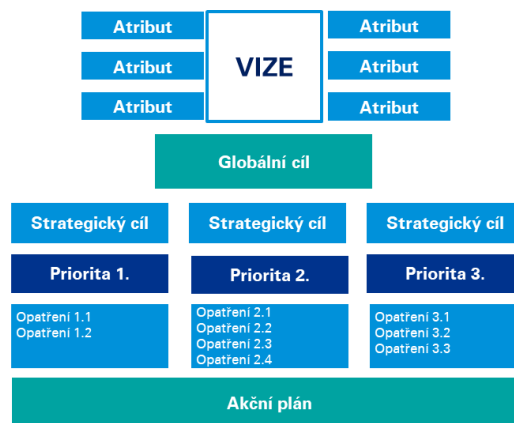 Atribut
VIZE
Atribut
Atribut
Atribut
Atribut
Atribut
Globální cíl
Strategický cíl
Strategický cíl
Strategický cíl
Priorita 1.
Priorita 2.
Priorita 3.
Opatření 1.1
Opatření 1.2
Opatření 2.1
Opatření 2.2
Opatření 2.3
Opatření 2.4
Opatření 3.1
Opatření 3.2
Opatření 3.3
Akční plán